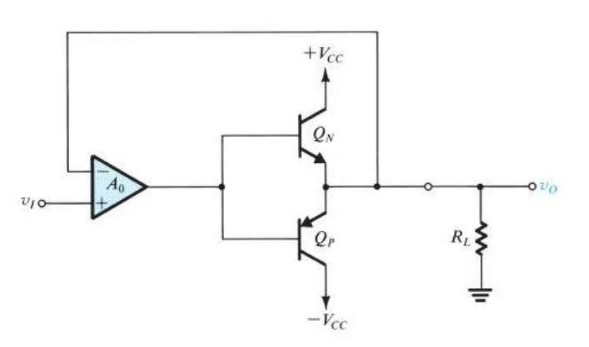 +V_CC
Q_N
−
A_0
+
v_I
v_O
Q_P
R_L
−V_CC